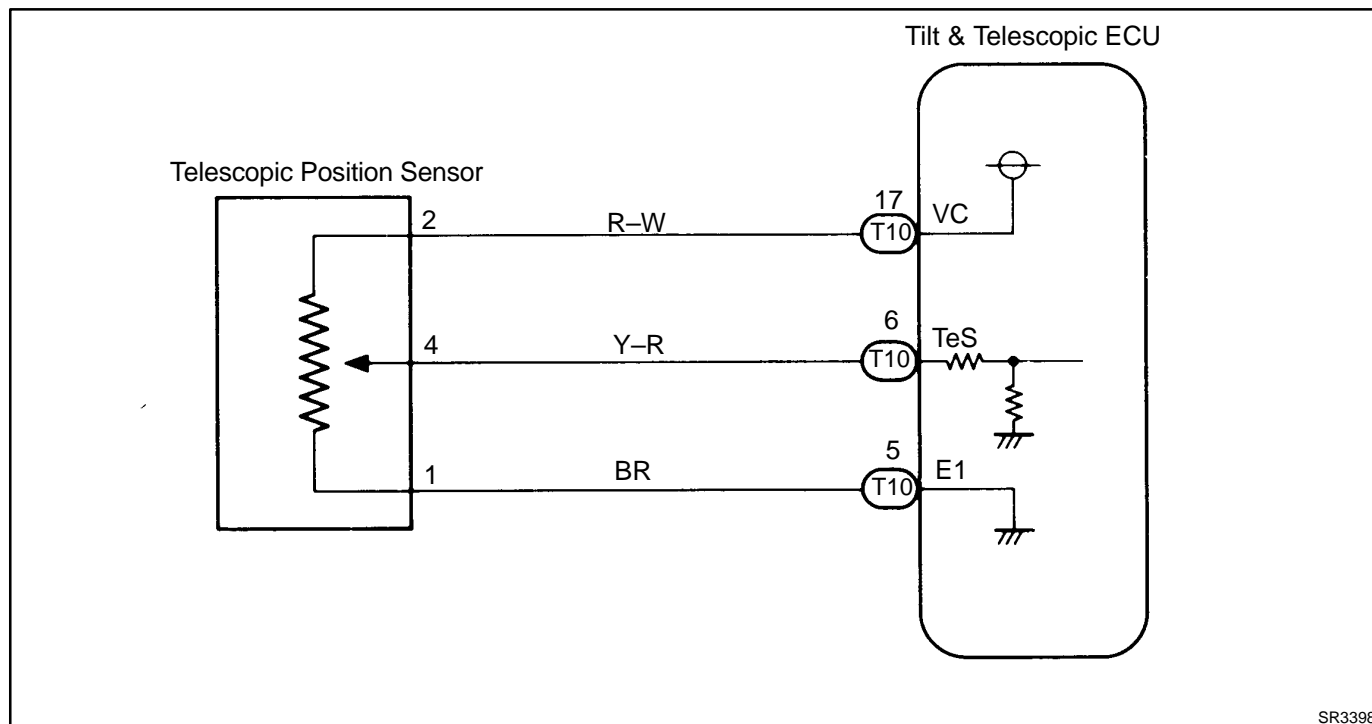 Tilt & Telescopic ECU
Telescopic Position Sensor
2
R–W
17
T10
VC
4
Y–R
6
T10
TeS
1
BR
5
T10
E1
SR3398